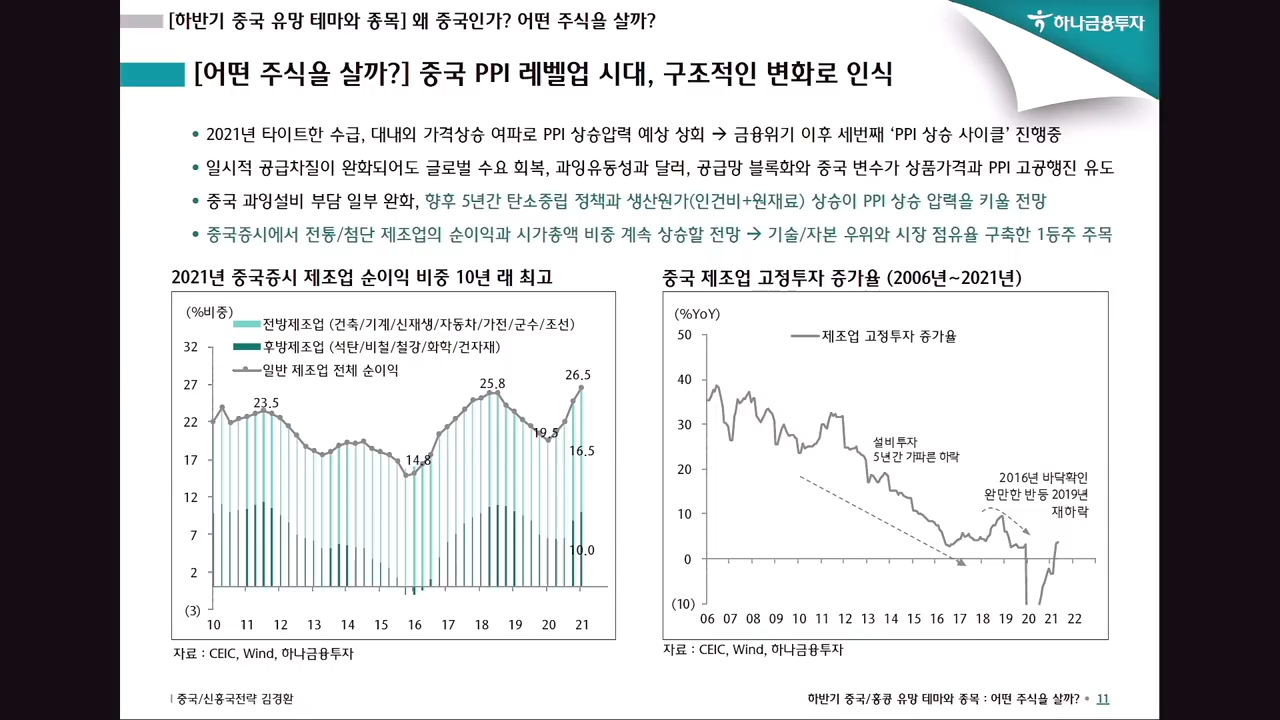 [하반기 중국 유망 테마와 종목] 왜 중국인가? 어떤 주식을 살까?
하나금융투자
[어떤 주식을 살까?] 중국 PPI 레벨업 시대, 구조적인 변화로 인식
• 2021년 타이트한 수급, 대내외 가격상승 여파로 PPI 상승압력 예상 상회 → 금융위기 이후 세번째 ‘PPI 상승 사이클’ 진행중
• 일시적 공급차질이 완화되어도 글로벌 수요 회복, 과잉유동성과 달러, 공급망 블록화와 중국 변수가 상품가격과 PPI 고공행진 유도
• 중국 과잉설비 부담 일부 완화, 향후 5년간 탄소중립 정책과 생산원가(인건비+원재료) 상승이 PPI 상승 압력을 키울 전망
• 중국증시에서 전통/첨단 제조업의 순이익과 시가총액 비중 계속 상승할 전망 → 기술/자본 우위와 시장 점유율 구축한 1등주 주목
2021년 중국증시 제조업 순이익 비중 10년 래 최고
(%비중)
전방제조업 (건축/기계/신재생/자동차/가전/군수/조선)
후방제조업 (석탄/비철/철강/화학/건자재)
일반 제조업 전체 순이익
32
27
22
17
12
7
2
(3)
23.5
14.8
25.8
19.5
26.5
16.5
10.0
10 11 12 13 14 15 16 17 18 19 20 21
자료 : CEIC, Wind, 하나금융투자
중국 제조업 고정투자 증가율 (2006년~2021년)
(%YoY)
제조업 고정투자 증가율
50
40
30
20
10
0
(10)
설비투자
5년간 가파른 하락
2016년 바닥확인
완만한 반등 2019년
재하락
06 07 08 09 10 11 12 13 14 15 16 17 18 19 20 21 22
자료 : CEIC, Wind, 하나금융투자
중국/신흥국전략 김경환
하반기 중국/홍콩 유망 테마와 종목 : 어떤 주식을 살까? • 11